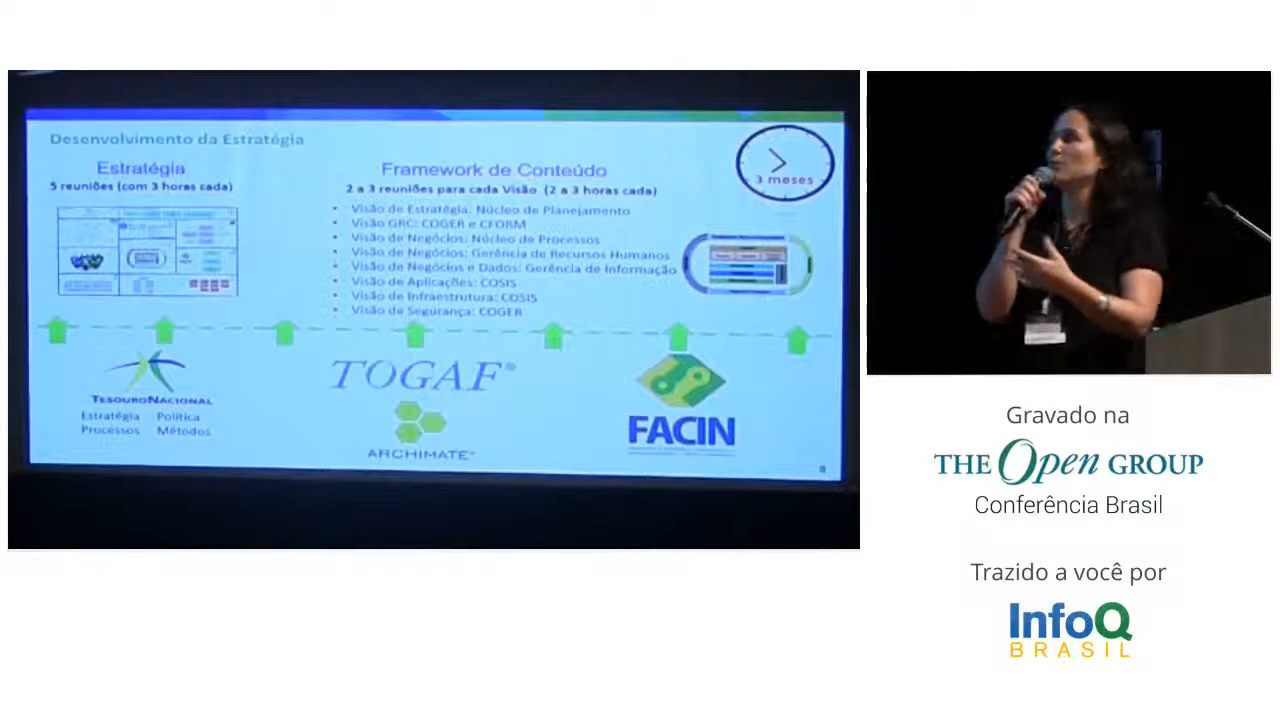 Desenvolvimento da Estratégia
Estratégia
5 reuniões (com 3 horas cada)
Framework de Conteúdo
2 a 3 reuniões para cada Visão (2 a 3 horas cada)
3 meses
• Visão de Estratégia: Núcleo de Planejamento
• Visão GRC: COGER e CFORM
• Visão de Negócios: Núcleo de Processos
• Visão de Negócios: Gerência de Recursos Humanos
• Visão de Negócios e Dados: Gerência de Informação
• Visão de Aplicações: COSIS
• Visão de Infraestrutura: COSIS
• Visão de Segurança: COGER
TESOURONACIONAL
Estratégia Política
Processos Métodos
TOGAF®
ARCHIMATE®
FACIN
8
Gravado na
THE Open GROUP
Conferência Brasil
Trazido a você por
InfoQ
BRASIL